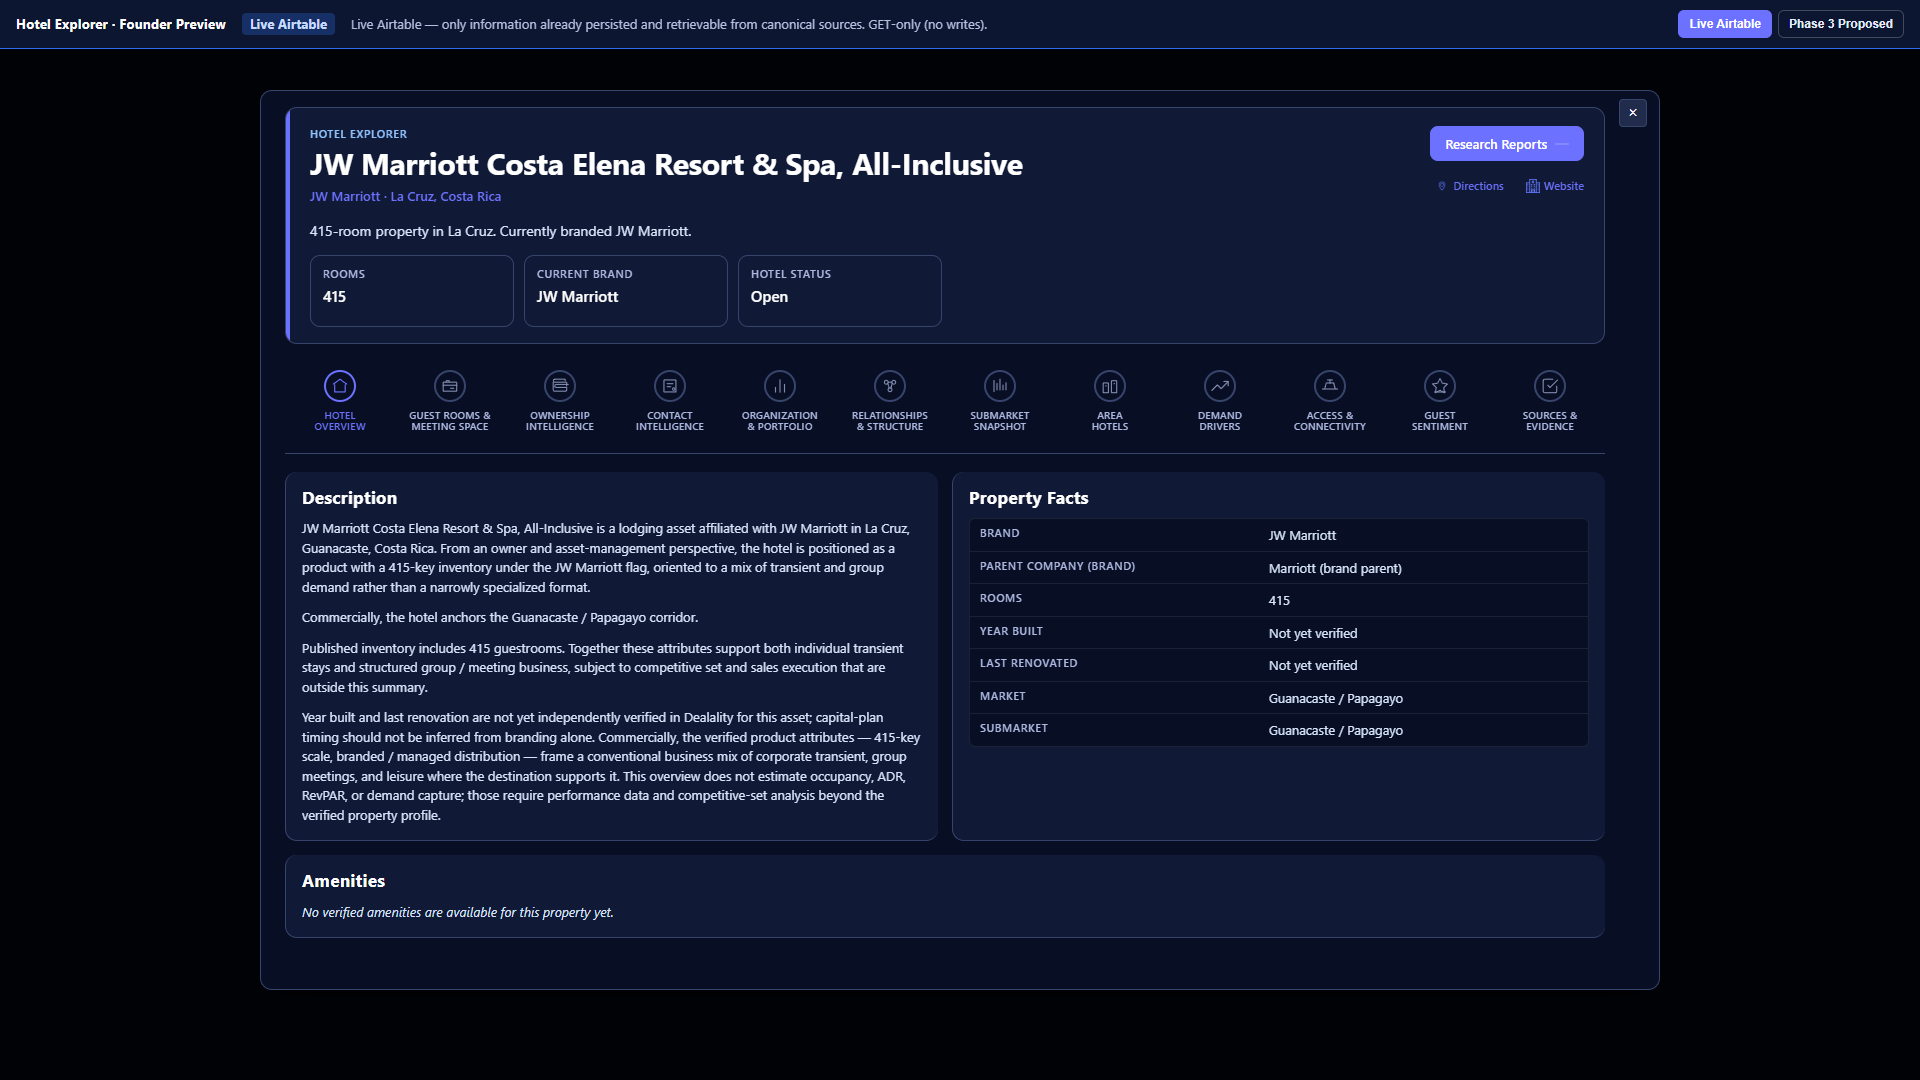 Hotel Explorer · Founder Preview
Live Airtable
Live Airtable — only information already persisted and retrievable from canonical sources. GET-only (no writes).
Live Airtable
Phase 3 Proposed
×
HOTEL EXPLORER
JW Marriott Costa Elena Resort & Spa, All-Inclusive
JW Marriott · La Cruz, Costa Rica
415-room property in La Cruz. Currently branded JW Marriott.
Research Reports —
Directions
Website
ROOMS
415
CURRENT BRAND
JW Marriott
HOTEL STATUS
Open
HOTEL
OVERVIEW
GUEST ROOMS &
MEETING SPACE
OWNERSHIP
INTELLIGENCE
CONTACT
INTELLIGENCE
ORGANIZATION
& PORTFOLIO
RELATIONSHIPS
& STRUCTURE
SUBMARKET
SNAPSHOT
AREA
HOTELS
DEMAND
DRIVERS
ACCESS &
CONNECTIVITY
GUEST
SENTIMENT
SOURCES &
EVIDENCE
Description
JW Marriott Costa Elena Resort & Spa, All-Inclusive is a lodging asset affiliated with JW Marriott in La Cruz,
Guanacaste, Costa Rica. From an owner and asset-management perspective, the hotel is positioned as a
product with a 415-key inventory under the JW Marriott flag, oriented to a mix of transient and group
demand rather than a narrowly specialized format.
Commercially, the hotel anchors the Guanacaste / Papagayo corridor.
Published inventory includes 415 guestrooms. Together these attributes support both individual transient
stays and structured group / meeting business, subject to competitive set and sales execution that are
outside this summary.
Year built and last renovation are not yet independently verified in Dealality for this asset; capital-plan
timing should not be inferred from branding alone. Commercially, the verified product attributes — 415-key
scale, branded / managed distribution — frame a conventional business mix of corporate transient, group
meetings, and leisure where the destination supports it. This overview does not estimate occupancy, ADR,
RevPAR, or demand capture; those require performance data and competitive-set analysis beyond the
verified property profile.
Property Facts
BRAND
JW Marriott
PARENT COMPANY (BRAND)
Marriott (brand parent)
ROOMS
415
YEAR BUILT
Not yet verified
LAST RENOVATED
Not yet verified
MARKET
Guanacaste / Papagayo
SUBMARKET
Guanacaste / Papagayo
Amenities
No verified amenities are available for this property yet.